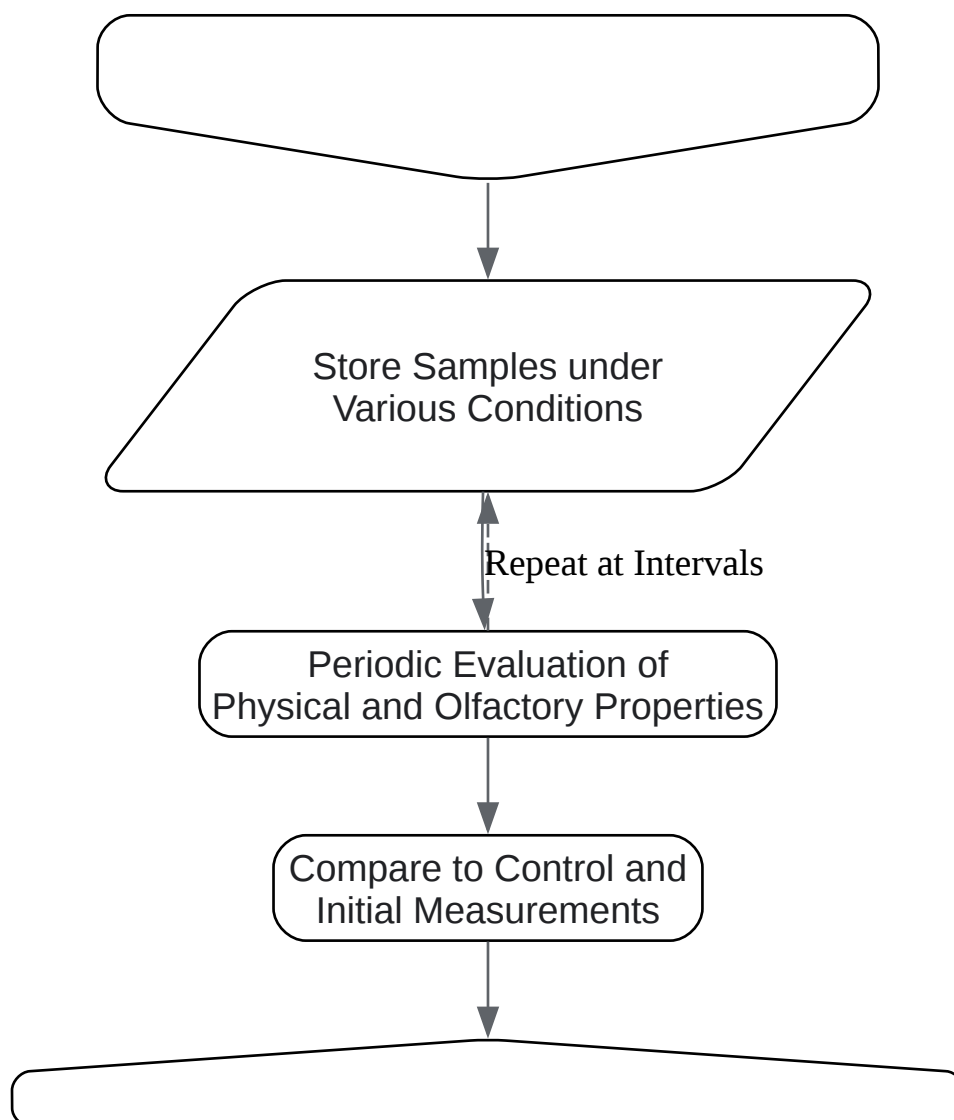 Store Samples under
Various Conditions
Repeat at Intervals
Periodic Evaluation of
Physical and Olfactory Properties
Compare to Control and
Initial Measurements